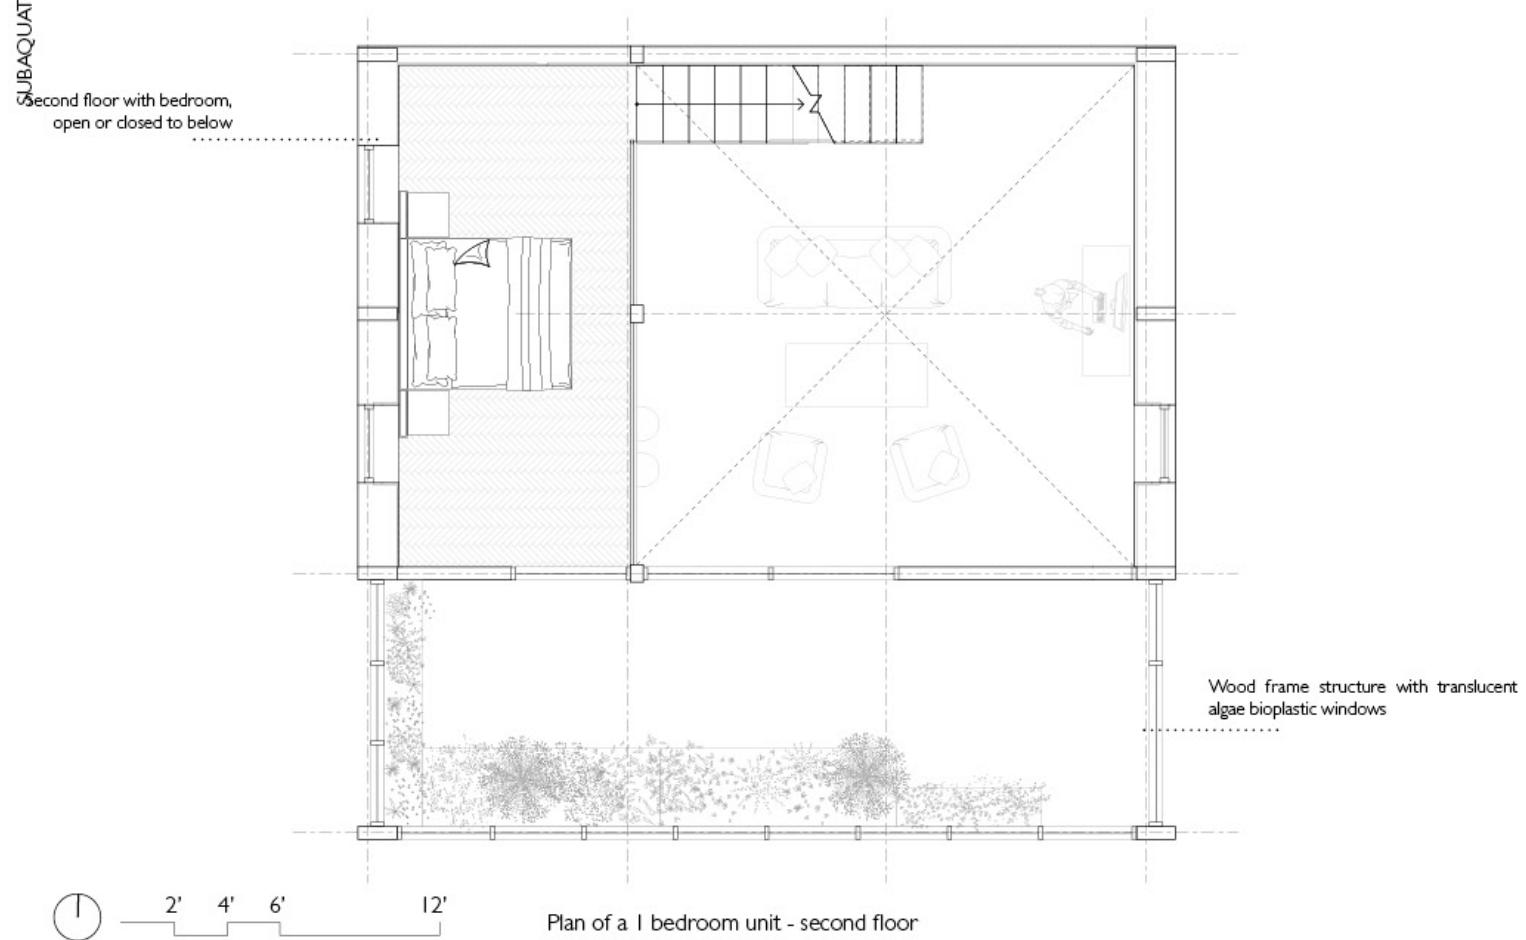 SUBAQUAT
Second floor with bedroom,
open or closed to below
Wood frame structure with translucent
algae bioplastic windows
2' 4' 6' 12'
Plan of a 1 bedroom unit - second floor